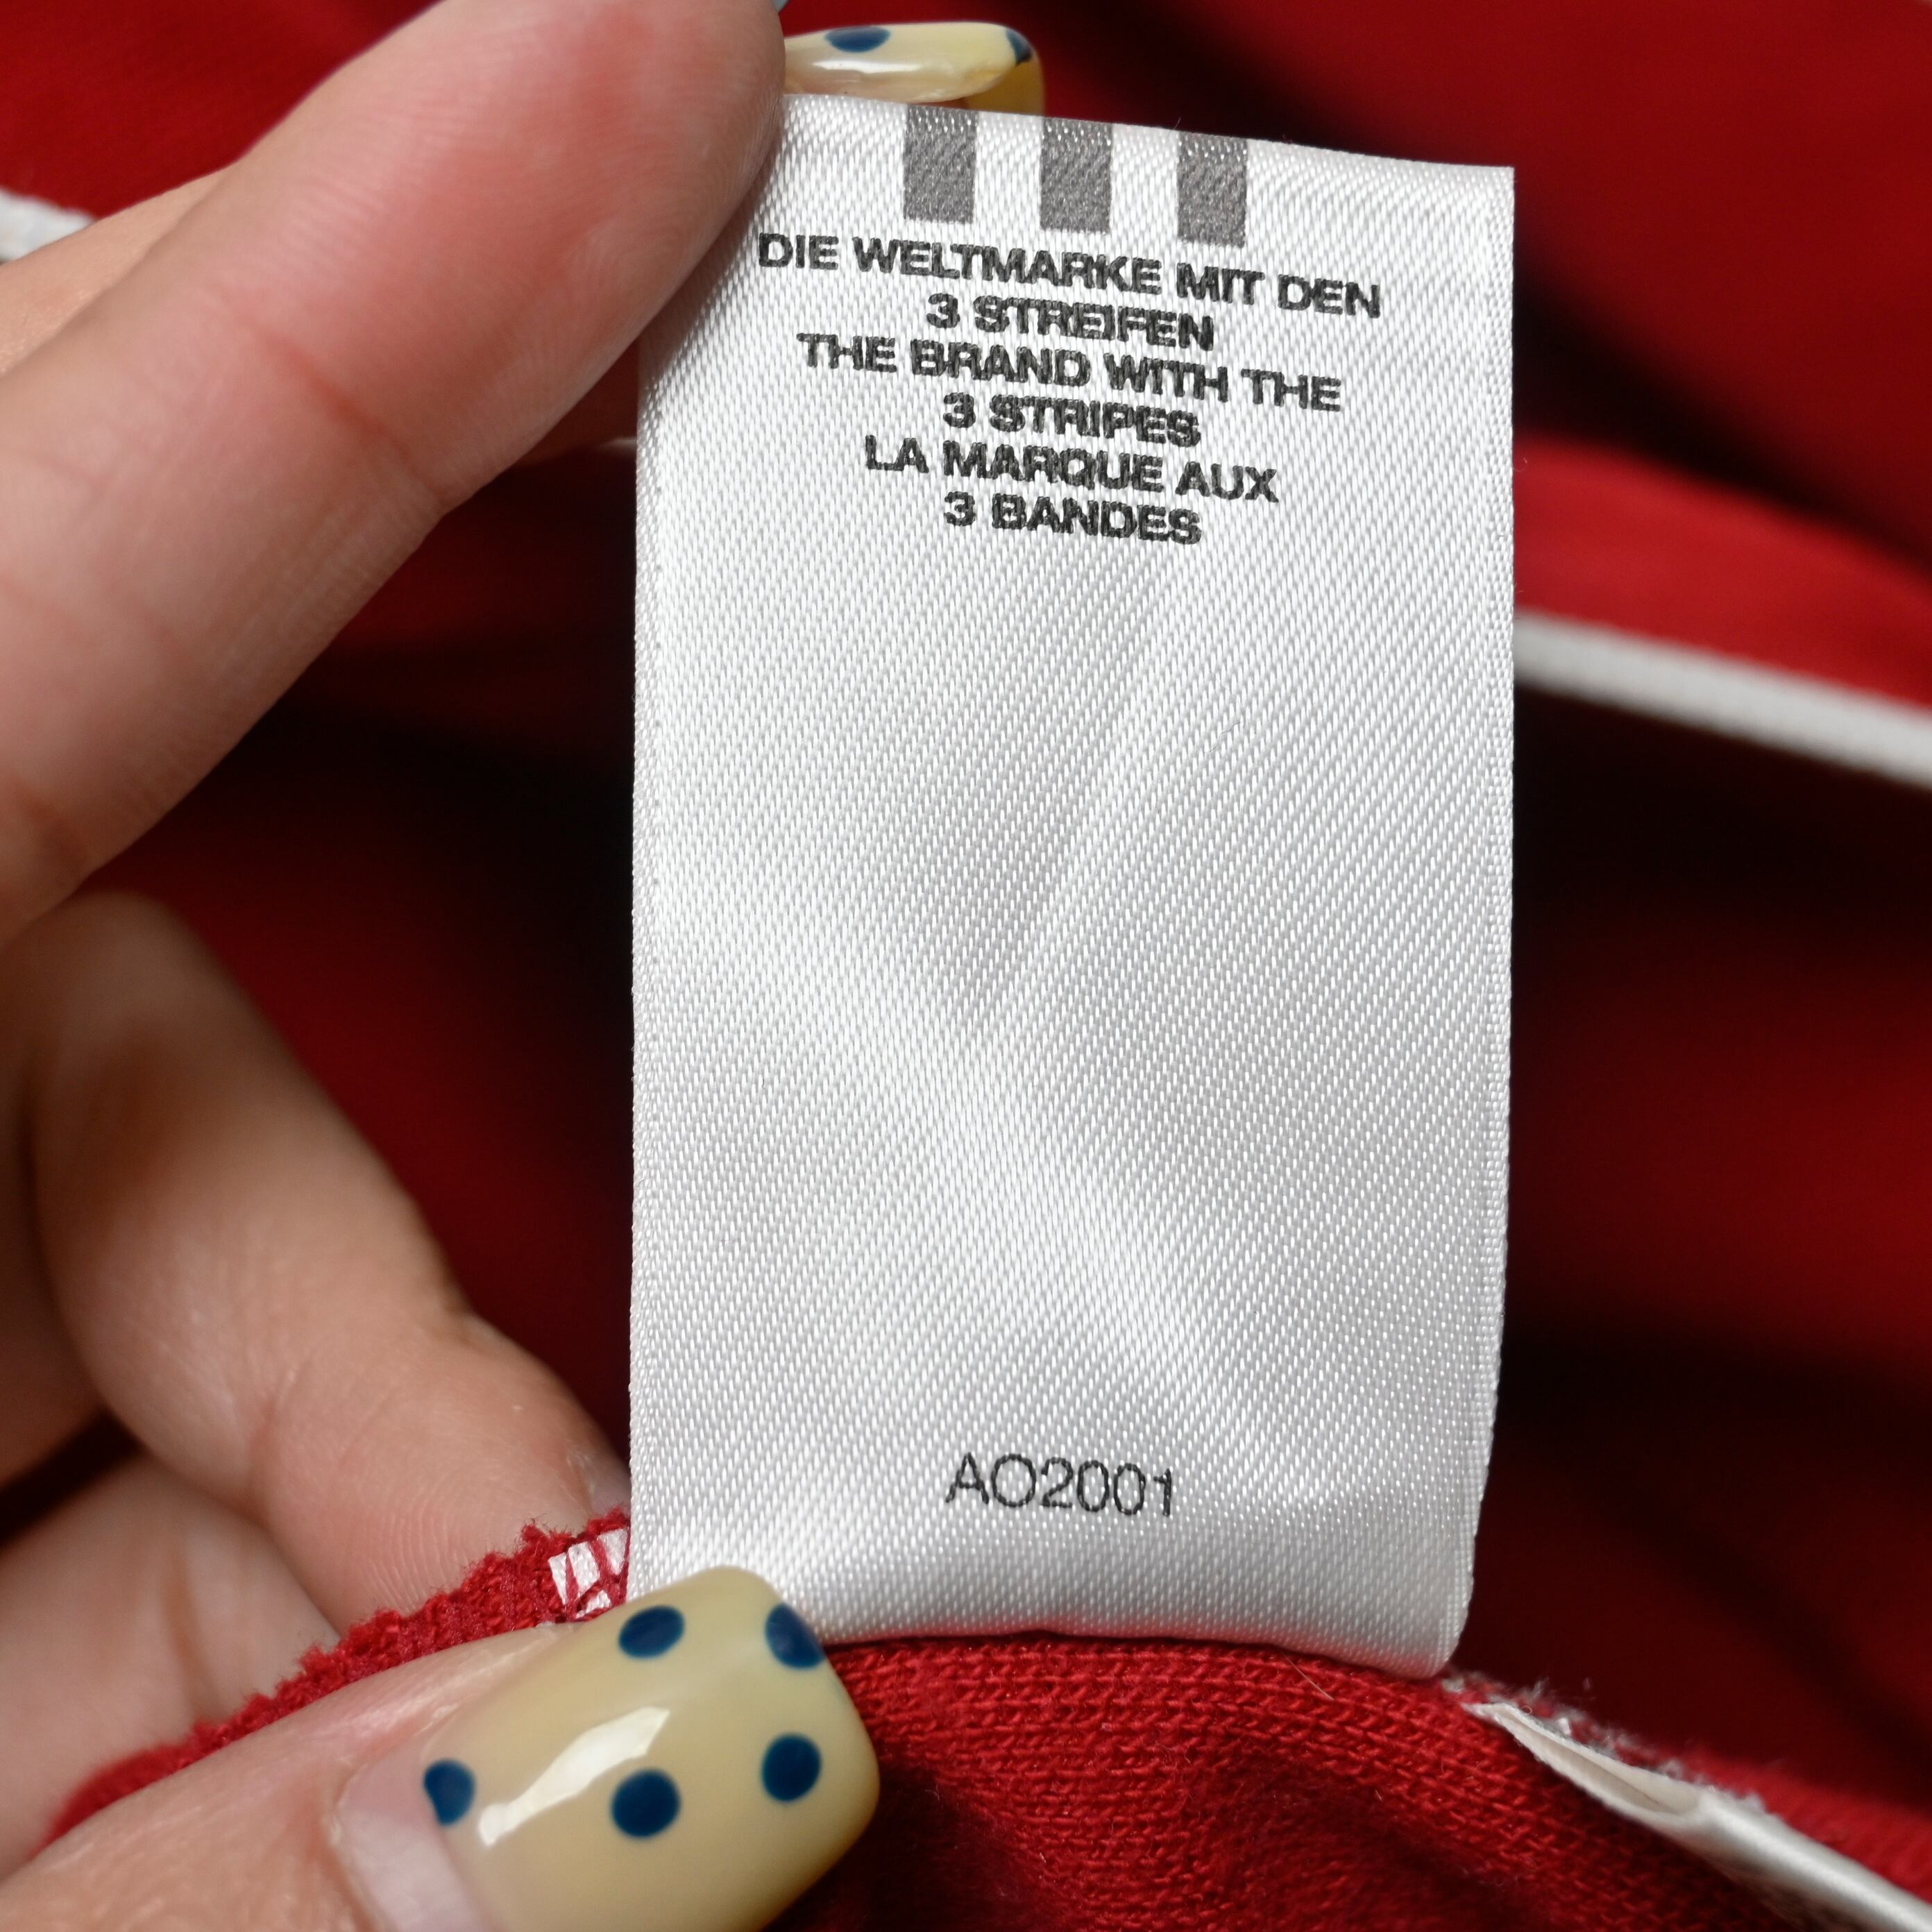 DIE WELTMARKE MIT DEN
3 STREIFEN
THE BRAND WITH THE
3 STRIPES
LA MARQUE AUX
3 BANDES
AO2001